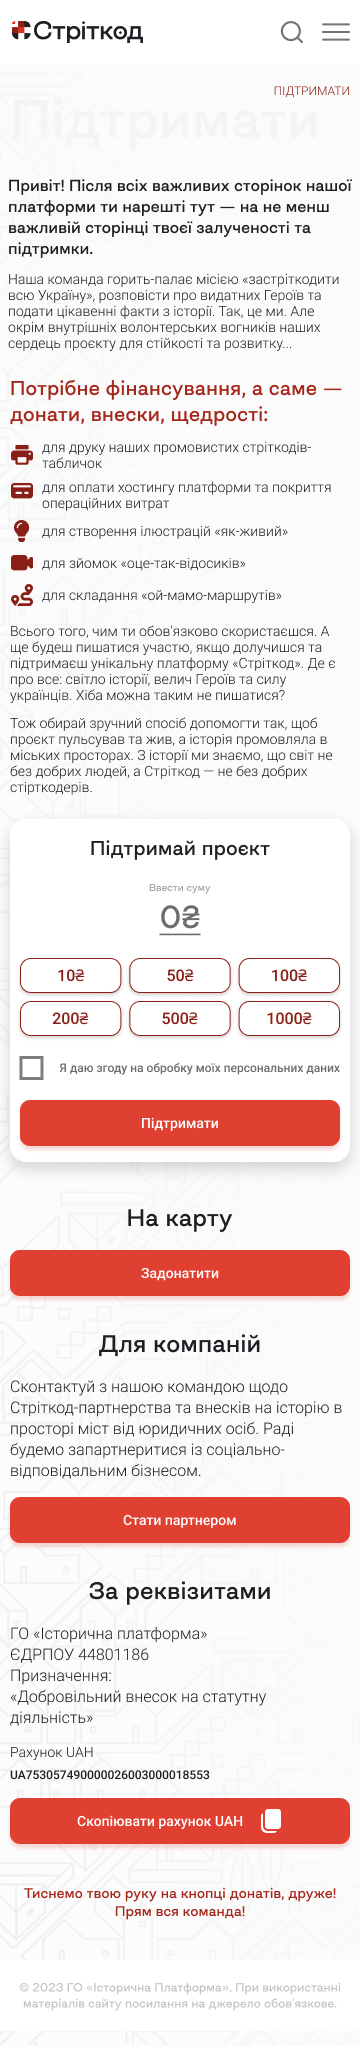 Стріткод
ПІДТРИМАТИ
Підтримати
Привіт! Після всіх важливих сторінок нашої
платформи ти нарешті тут — на не менш
важливій сторінці твоєї залученості та
підтримки.
Наша команда горить-палає місією «застріткодити
всю Україну», розповісти про видатних Героїв та
подати цікавенні факти з історії. Так, це ми. Але
окрім внутрішніх волонтерських вогників наших
сердець проєкту для стійкості та розвитку...
Потрібне фінансування, а саме —
донати, внески, щедрості:
для друку наших промовистих стріткодів-
табличок
для оплати хостингу платформи та покриття
операційних витрат
для створення ілюстрацій «як-живий»
для зйомок «оце-так-відосиків»
для складання «ой-мамо-маршрутів»
Всього того, чим ти обов'язково скористаєшся. А
ще будеш пишатися участю, якщо долучишся та
підтримаєш унікальну платформу «Стріткод». Де є
про все: світло історії, велич Героїв та силу
українців. Хіба можна таким не пишатися?
Тож обирай зручний спосіб допомогти так, щоб
проєкт пульсував та жив, а історія промовляла в
міських просторах. З історії ми знаємо, що світ не
без добрих людей, а Стріткод — не без добрих
стірткодерів.
Підтримай проєкт
Ввести суму
0₴
10₴ 50₴ 100₴
200₴ 500₴ 1000₴
Я даю згоду на обробку моїх персональних даних
Підтримати
На карту
Задонатити
Для компаній
Сконтактуй з нашою командою щодо
Стріткод-партнерства та внесків на історію в
просторі міст від юридичних осіб. Раді
будемо запартнеритися із соціально-
відповідальним бізнесом.
Стати партнером
За реквізитами
ГО «Історична платформа»
ЄДРПОУ 44801186
Призначення:
«Добровільний внесок на статутну
діяльність»
Рахунок UAH
UA753057490000026003000018553
Скопіювати рахунок UAH
Тиснемо твою руку на кнопці донатів, друже!
Прям вся команда!
© 2023 ГО «Історична Платформа». При використанні
матеріалів сайту посилання на джерело обов'язкове.